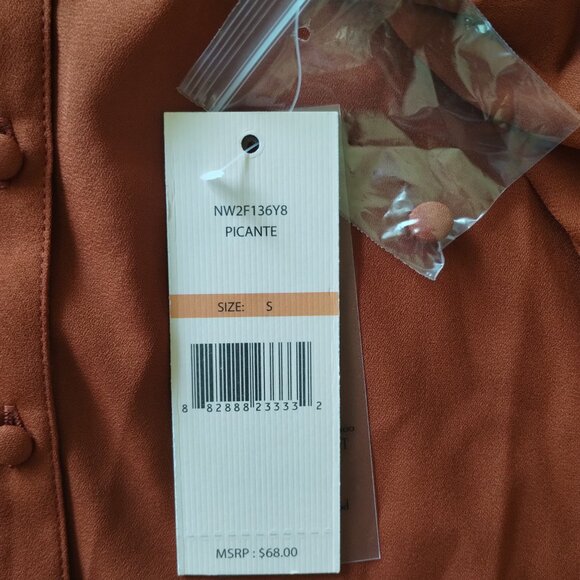 NW2F136Y8
PICANTE
SIZE: S
8 82888 23333 2
MSRP : $68.00